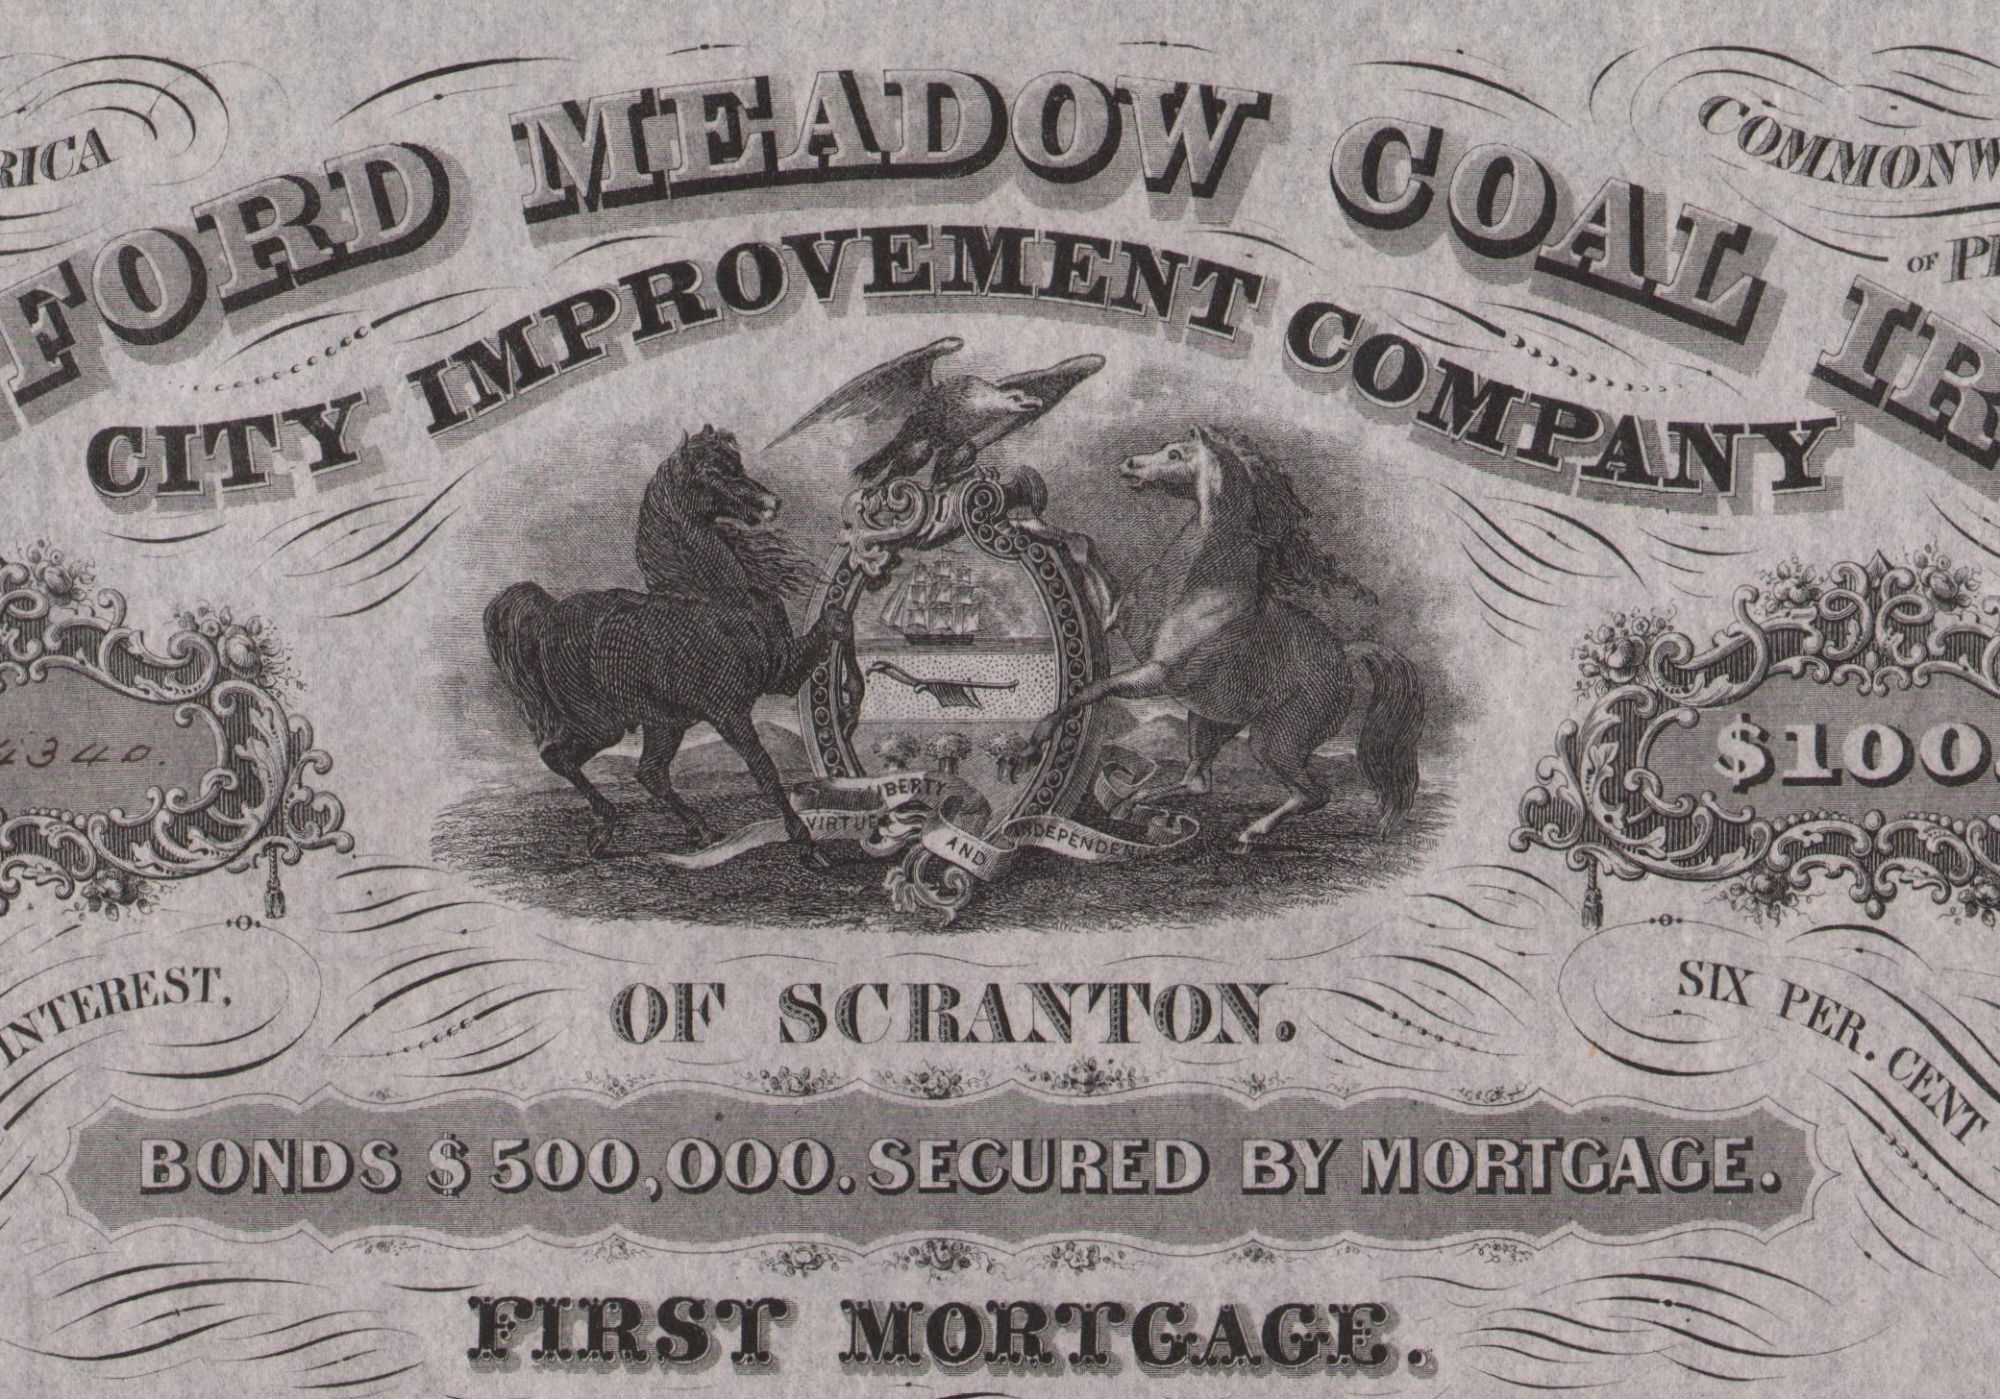 RICA
FORD MEADOW COAL IR
COMMONW
OF PE
CITY IMPROVEMENT COMPANY
4340.
$100.
LIBERTY
VIRTUE
AND
INDEPENDEN
INTEREST,
OF SCRANTON.
SIX PER. CENT
BONDS $500,000. SECURED BY MORTGAGE.
FIRST MORTGAGE.